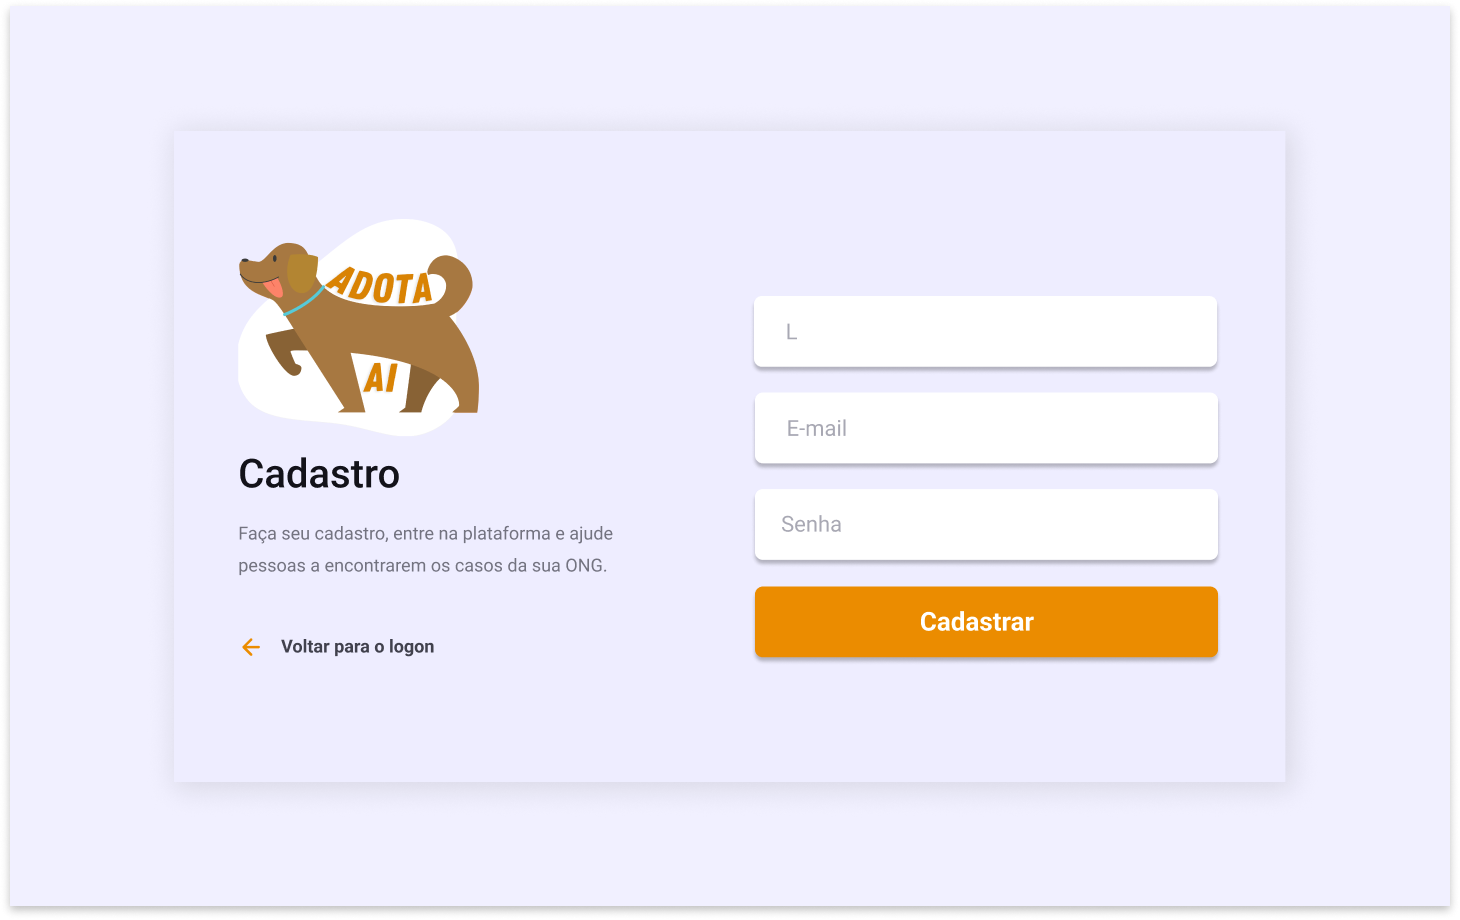 ADOTA
AI
Cadastro
Faça seu cadastro, entre na plataforma e ajude
pessoas a encontrarem os casos da sua ONG.
Voltar para o logon
L
E-mail
Senha
Cadastrar